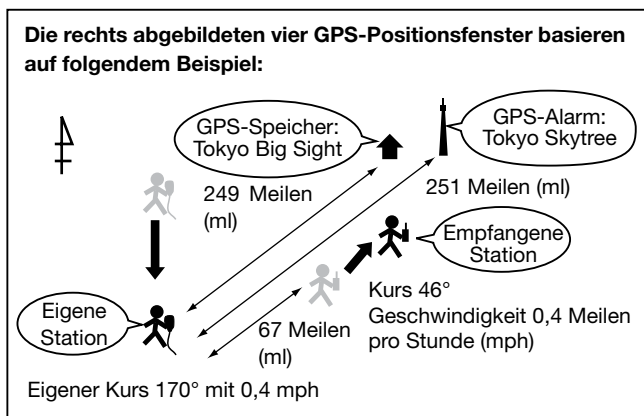 Die rechts abgebildeten vier GPS-Positionsfenster basieren
auf folgendem Beispiel:
GPS-Speicher:
Tokyo Big Sight
GPS-Alarm:
Tokyo Skytree
249 Meilen
(ml)
251 Meilen (ml)
Empfangene
Station
Eigene
Station
67 Meilen
(ml)
Kurs 46°
Geschwindigkeit 0,4 Meilen
pro Stunde (mph)
Eigener Kurs 170° mit 0,4 mph